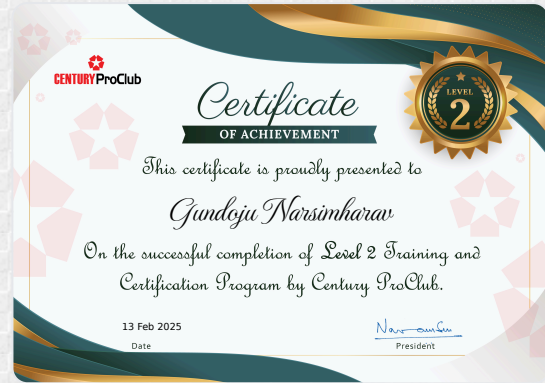 CENTURY ProClub
Certificate
OF ACHIEVEMENT
LEVEL
2
This certificate is proudly presented to
Gundoju Narsimharav
On the successful completion of Level 2 Training and
Certification Program by Century ProClub.
13 Feb 2025
Date
President